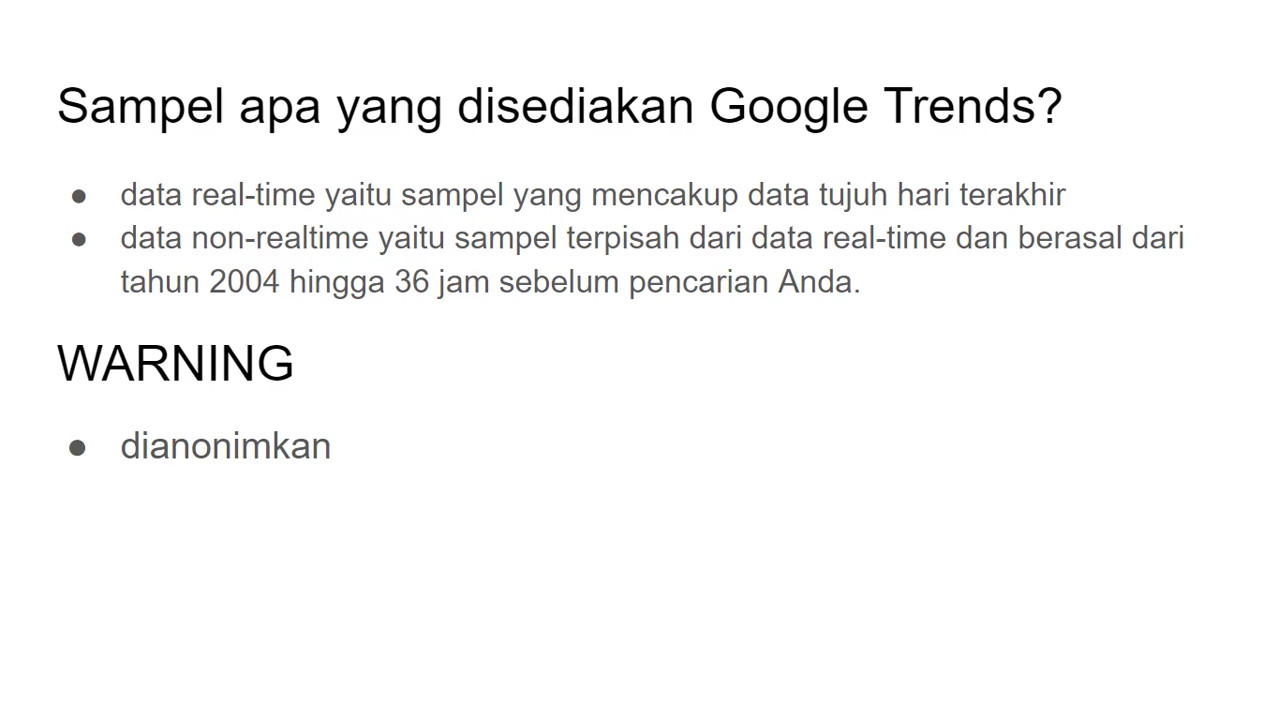 Sampel apa yang disediakan Google Trends?
● data real-time yaitu sampel yang mencakup data tujuh hari terakhir
● data non-realtime yaitu sampel terpisah dari data real-time dan berasal dari
tahun 2004 hingga 36 jam sebelum pencarian Anda.
WARNING
● dianonimkan